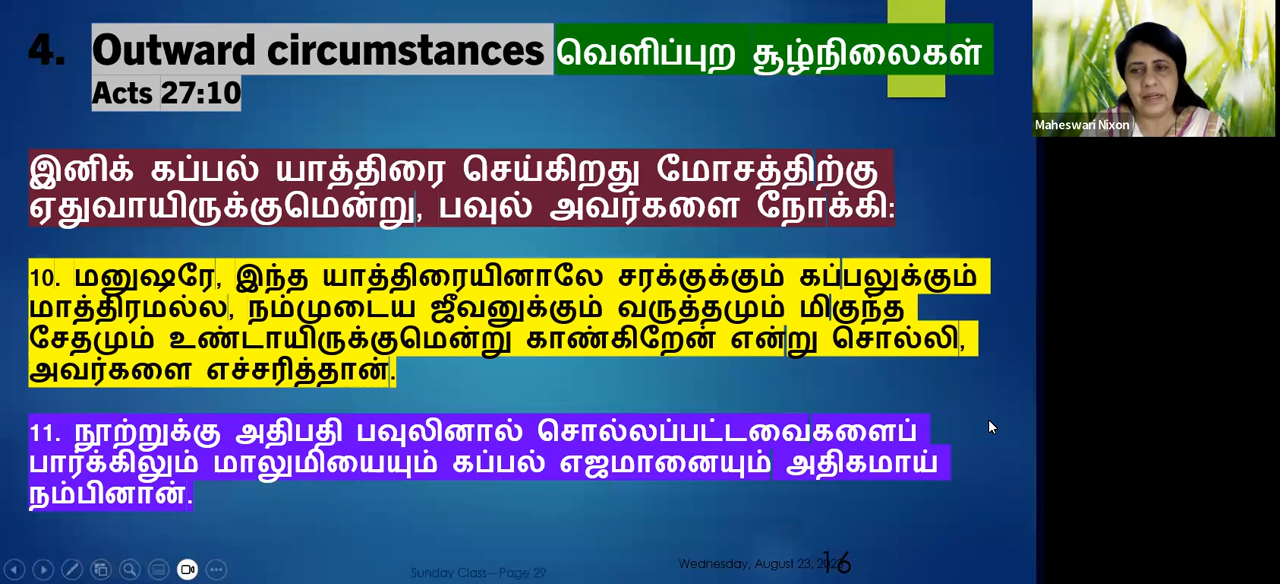 4. Outward circumstances வெளிப்புற சூழ்நிலைகள்
Acts 27:10
இனிக் கப்பல் யாத்திரை செய்கிறது மோசத்திற்கு
ஏதுவாயிருக்குமென்று, பவுல் அவர்களை நோக்கி:
10. மனுஷரே, இந்த யாத்திரையினாலே சரக்குக்கும் கப்பலுக்கும்
மாத்திரமல்ல, நம்முடைய ஜீவனுக்கும் வருத்தமும் மிகுந்த
சேதமும் உண்டாயிருக்குமென்று காண்கிறேன் என்று சொல்லி,
அவர்களை எச்சரித்தான்.
11. நூற்றுக்கு அதிபதி பவுலினால் சொல்லப்பட்டவைகளைப்
பார்க்கிலும் மாலுமியையும் கப்பல் எஜமானையும் அதிகமாய்
நம்பினான்.
Sunday Class – Page 29
Wednesday, August 23,
16
Maheswari Nixon